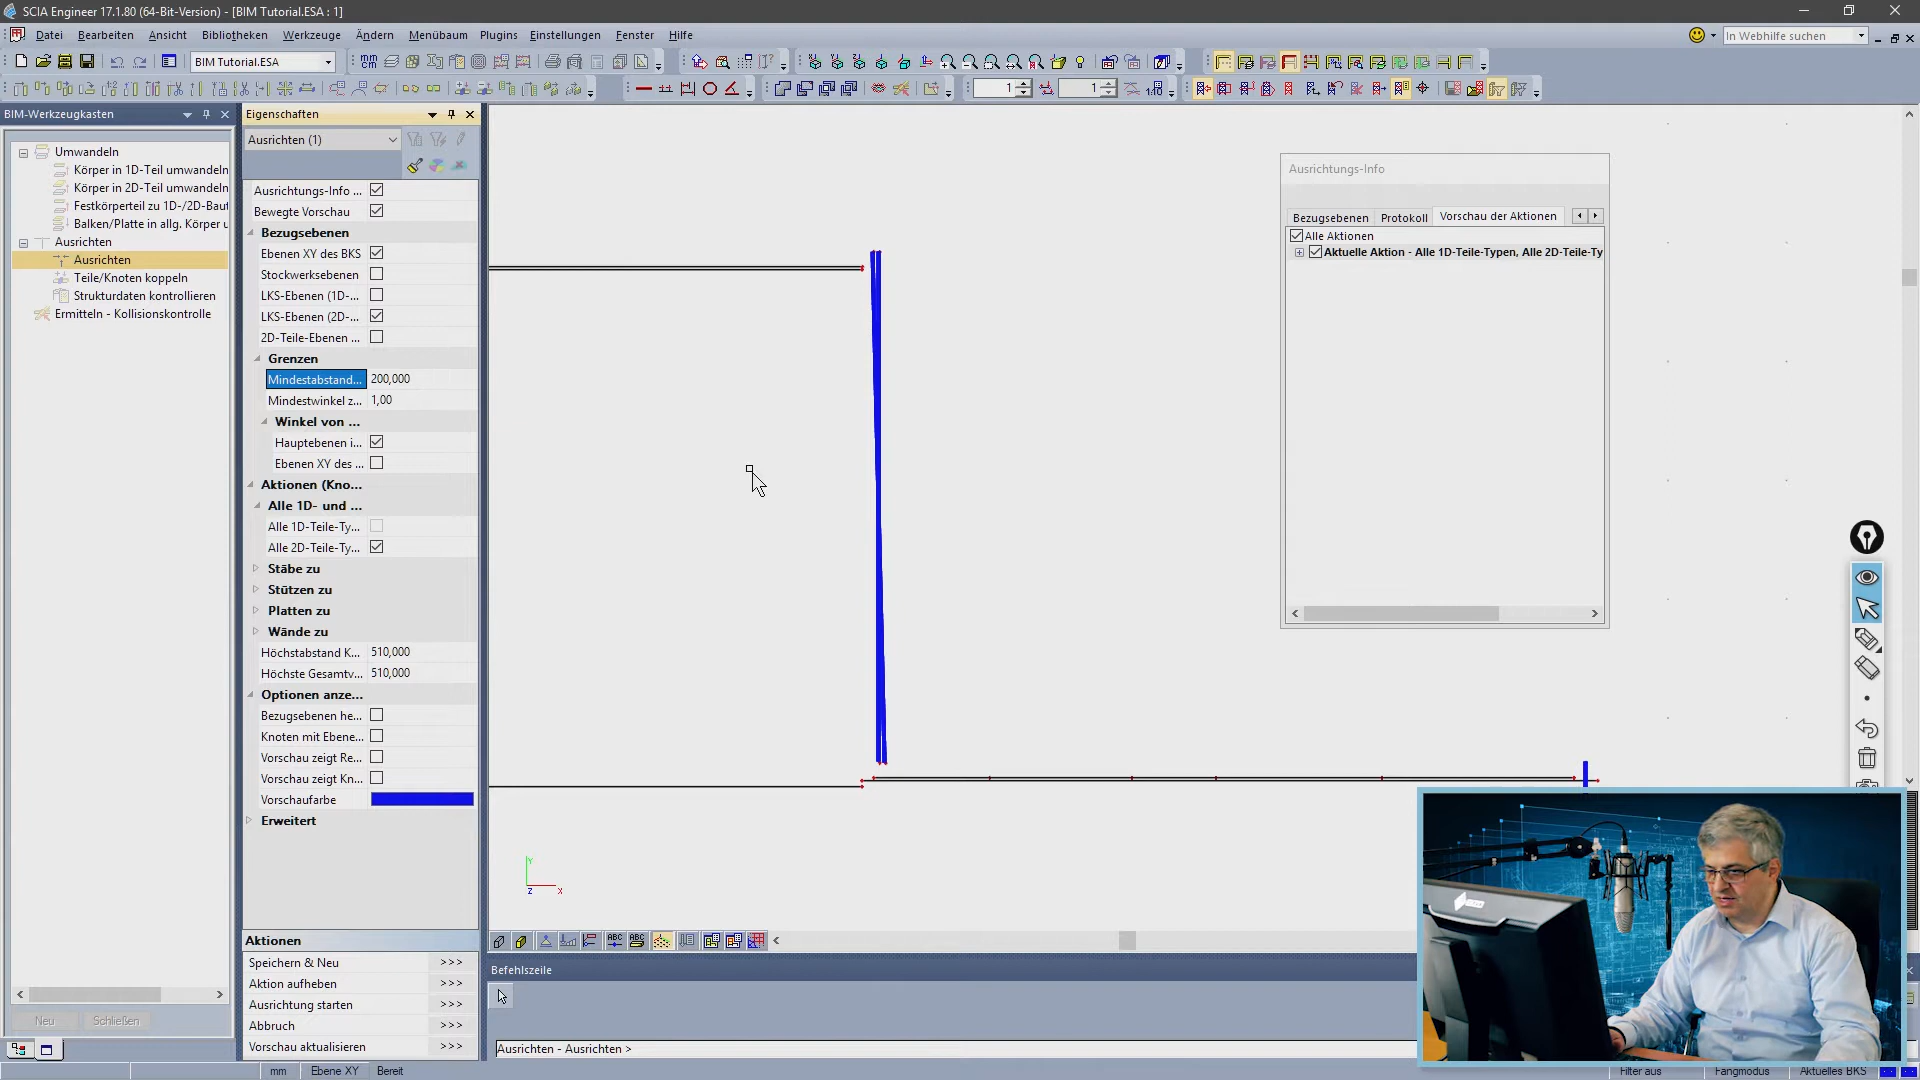 SCIA Engineer 17.1.80 (64-Bit-Version) - [BIM Tutorial.ESA : 1]
Datei Bearbeiten Ansicht Bibliotheken Werkzeuge Ändern Menübaum Plugins Einstellungen Fenster Hilfe
In Webhilfe suchen
BIM Tutorial.ESA
1 1
BIM-Werkzeugkasten
Umwandeln
Körper in 1D-Teil umwandeln
Körper in 2D-Teil umwandeln
Festkörperteil zu 1D-/2D-Baut
Balken/Platte in allg. Körper u
Ausrichten
Ausrichten
Teile/Knoten koppeln
Strukturdaten kontrollieren
Ermitteln - Kollisionskontrolle
Neu Schließen
Eigenschaften
Ausrichten (1)
Ausrichtungs-Info ...
Bewegte Vorschau
Bezugsebenen
Ebenen XY des BKS
Stockwerksebenen
LKS-Ebenen (1D-...
LKS-Ebenen (2D-...
2D-Teile-Ebenen ...
Grenzen
Mindestabstand... 200,000
Mindestwinkel z... 1,00
Winkel von ...
Hauptebenen i...
Ebenen XY des ...
Aktionen (Kno...
Alle 1D- und ...
Alle 1D-Teile-Ty...
Alle 2D-Teile-Ty...
Stäbe zu
Stützen zu
Platten zu
Wände zu
Höchstabstand K... 510,000
Höchste Gesamtv... 510,000
Optionen anze...
Bezugsebenen he...
Knoten mit Ebene...
Vorschau zeigt Re...
Vorschau zeigt Kn...
Vorschaufarbe
Erweitert
Aktionen
Speichern & Neu >>>
Aktion aufheben >>>
Ausrichtung starten >>>
Abbruch >>>
Vorschau aktualisieren >>>
Ausrichtungs-Info
Bezugsebenen Protokoll Vorschau der Aktionen
Alle Aktionen
Aktuelle Aktion - Alle 1D-Teile-Typen, Alle 2D-Teile-Ty
Y
Z X
Befehlszeile
Ausrichten - Ausrichten >
mm Ebene XY Bereit Filter aus Fangmodus Aktuelles BKS